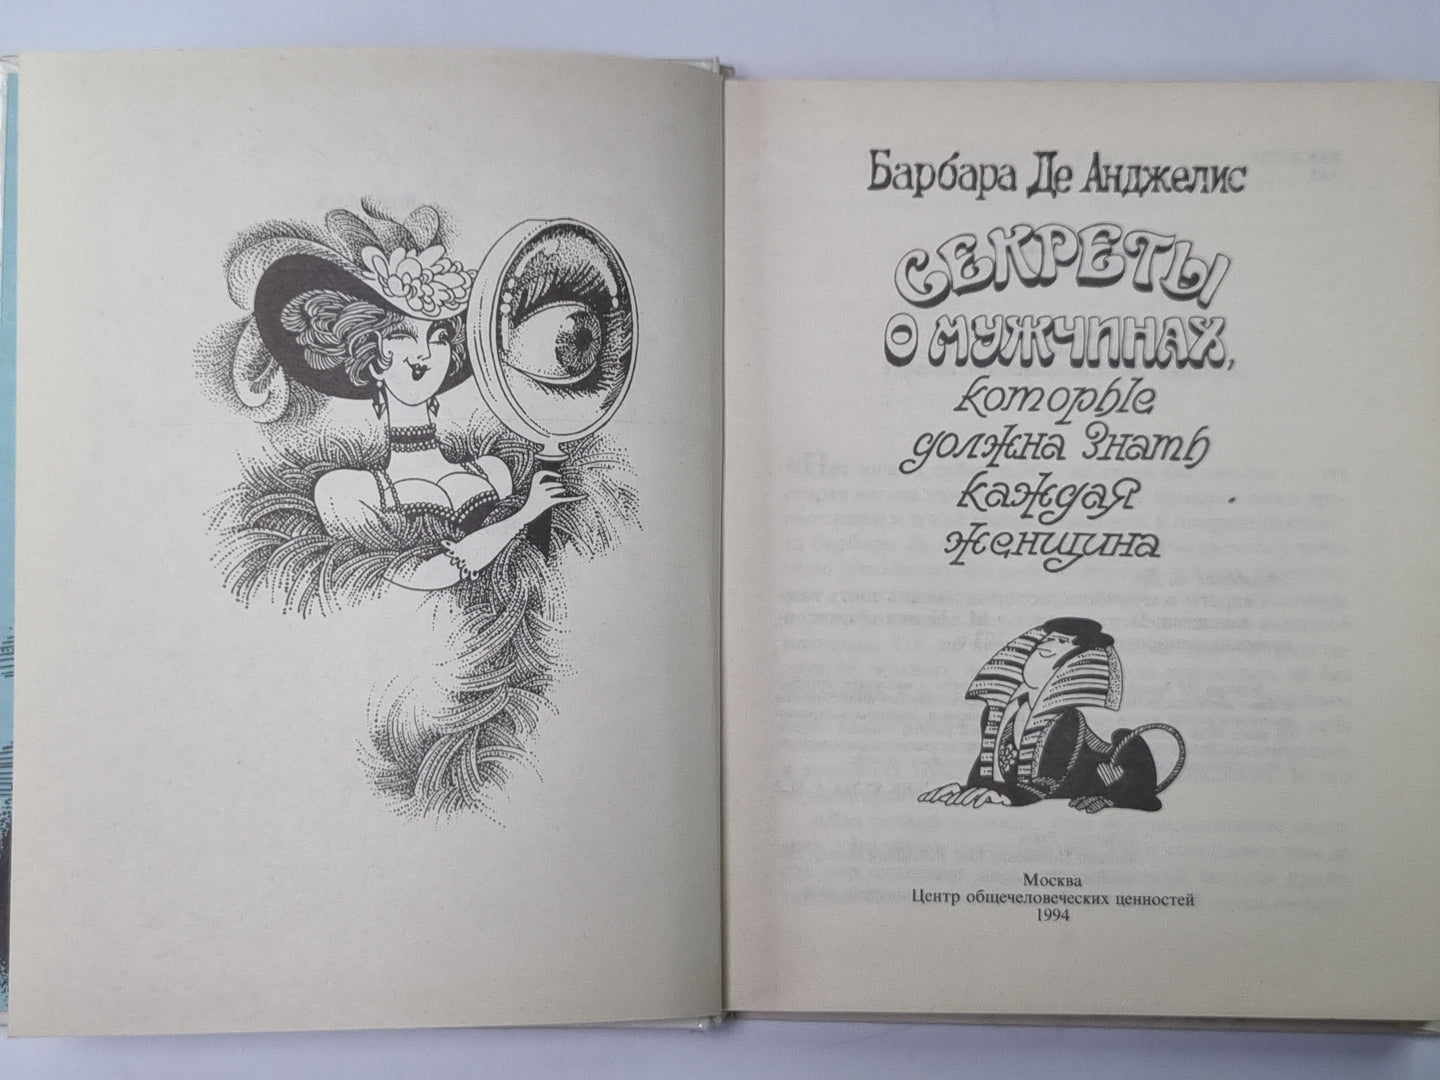 Барбара Де Анджелис
СЕКРЕТЫ
О МУЖЧИНАХ,
которые
должна знать
каждая
женщина
Москва
Центр общечеловеческих ценностей
1994